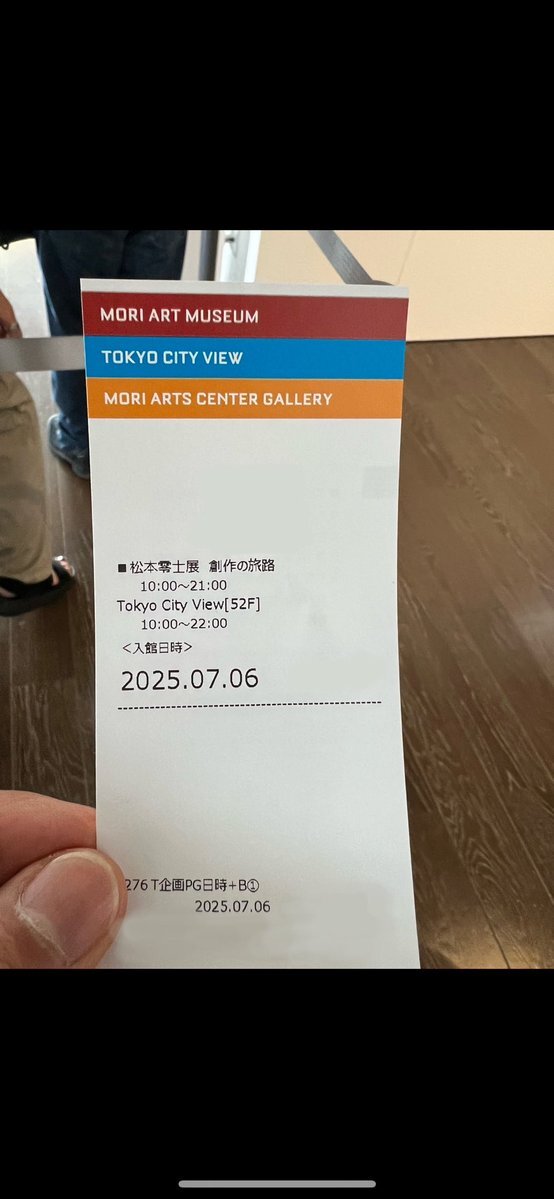 MORI ART MUSEUM
TOKYO CITY VIEW
MORI ARTS CENTER GALLERY
■松本零士展 創作の旅路
10:00～21:00
Tokyo City View[52F]
10:00～22:00
＜入館日時＞
2025.07.06
276 T企画PG日時+B①
2025.07.06